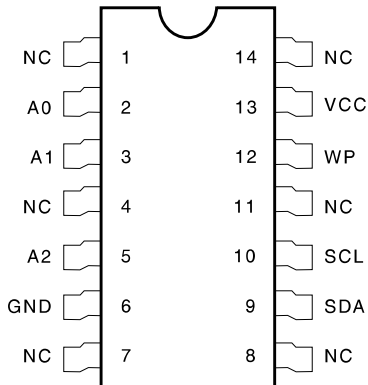 NC 1 14 NC
A0 2 13 VCC
A1 3 12 WP
NC 4 11 NC
A2 5 10 SCL
GND 6 9 SDA
NC 7 8 NC